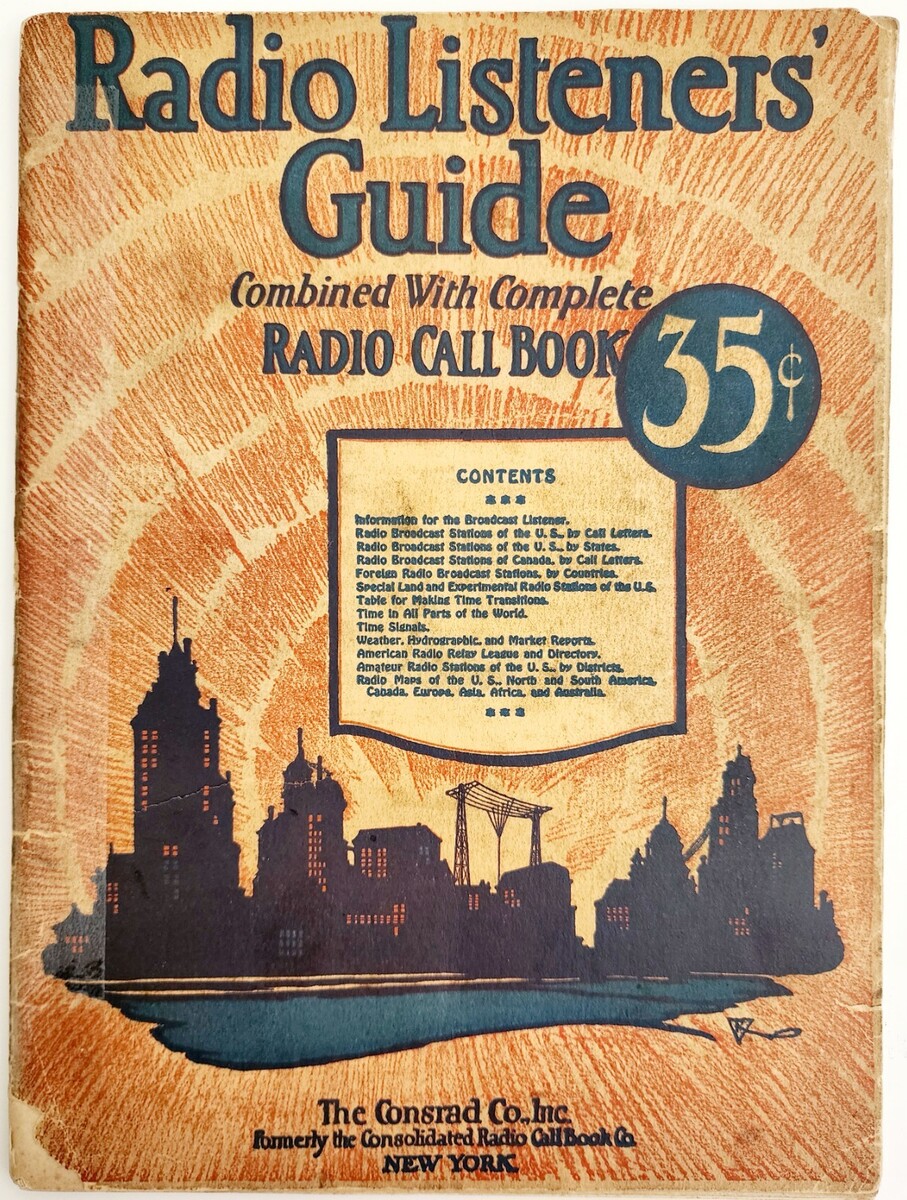 Radio Listeners'
Guide
Combined With Complete
RADIO CALL BOOK
35¢
CONTENTS
* * *
Information for the Broadcast Listener.
Radio Broadcast Stations of the U. S., by Call Letters.
Radio Broadcast Stations of the U. S., by States.
Radio Broadcast Stations of Canada, by Call Letters.
Foreign Radio Broadcast Stations, by Countries.
Special Land and Experimental Radio Stations of the U.S.
Table for Making Time Transitions.
Time in All Parts of the World.
Time Signals.
Weather, Hydrographic, and Market Reports.
American Radio Relay League and Directory.
Amateur Radio Stations of the U. S., by Districts.
Radio Maps of the U. S., North and South America,
Canada, Europe, Asia, Africa, and Australia.
* * *
The Consrad Co., Inc.
Formerly the Consolidated Radio Call Book Co.
NEW YORK